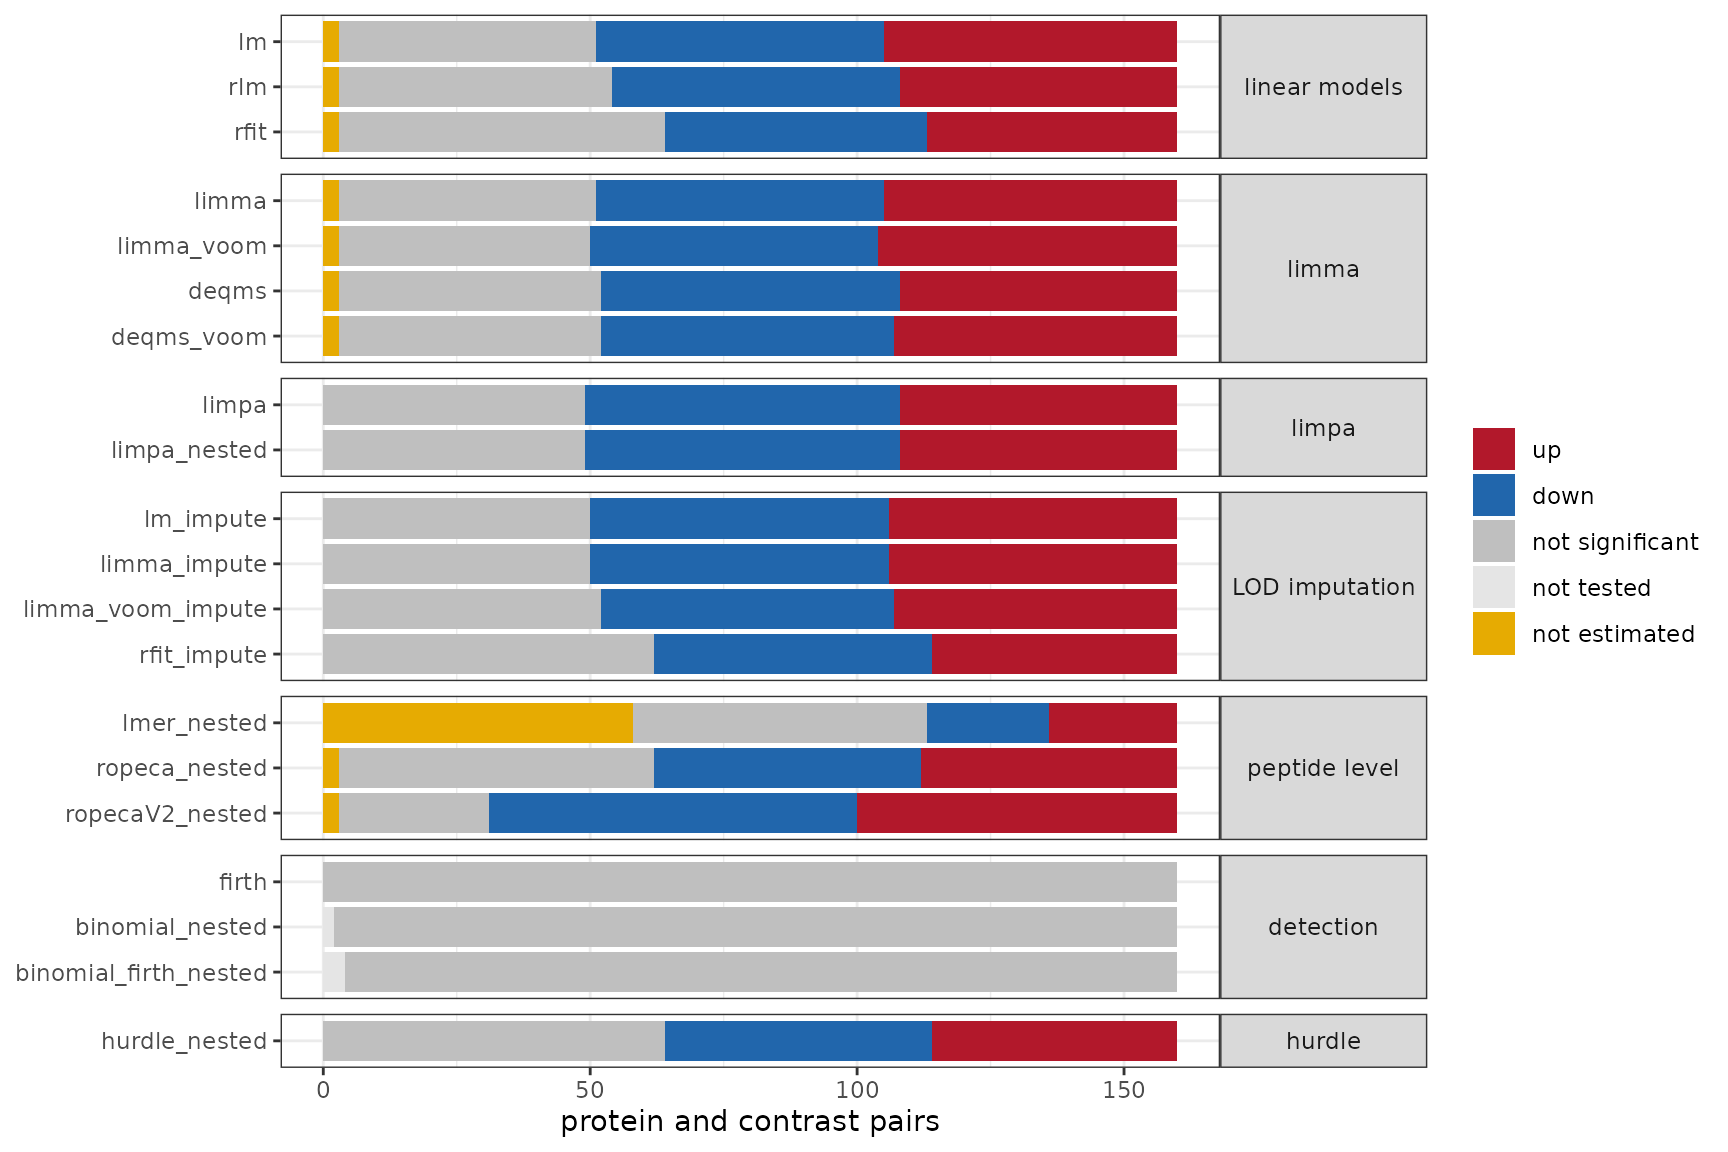 lm
rlm
rfit
linear models
limma
limma_voom
deqms
deqms_voom
limma
limpa
limpa_nested
limpa
lm_impute
limma_impute
limma_voom_impute
rfit_impute
LOD imputation
lmer_nested
ropeca_nested
ropecaV2_nested
peptide level
firth
binomial_nested
binomial_firth_nested
detection
hurdle_nested
hurdle
0 50 100 150
protein and contrast pairs
up
down
not significant
not tested
not estimated